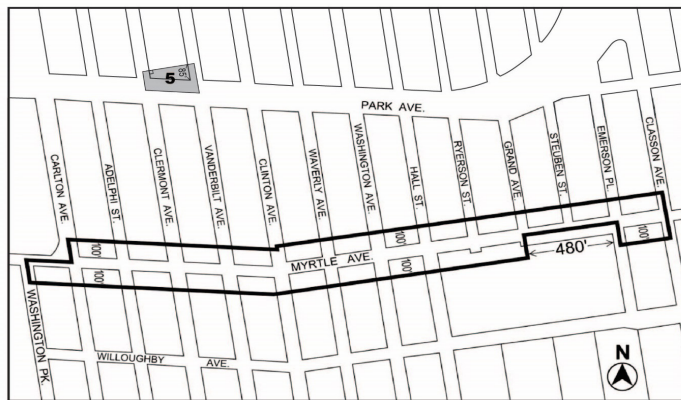 5
85'
PARK AVE.
CARLTON AVE.
ADELPHI ST.
CLERMONT AVE.
VANDERBILT AVE.
CLINTON AVE.
WAVERLY AVE.
WASHINGTON AVE.
HALL ST.
RYERSON ST.
GRAND AVE.
STEUBEN ST.
EMERSON PL.
CLASSON AVE.
100'
100'
100'
100'
100'
MYRTLE AVE.
480'
WASHINGTON PK.
WILLOUGHBY AVE.
N